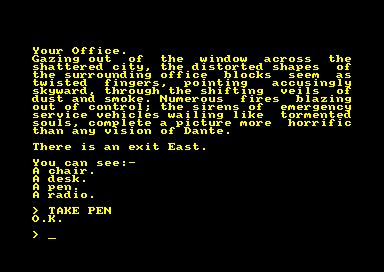 Your Office.
Gazing out of the window across the
shattered city, the distorted shapes of
the surrounding office blocks seem as
twisted fingers, pointing accusingly
skyward, through the shifting veils of
dust and smoke. Numerous fires blazing
out of control; the sirens of emergency
service vehicles wailing like tormented
souls, complete a picture more horrific
than any vision of Dante.
There is an exit East.
You can see:-
A chair.
A desk.
A pen.
A radio.
> TAKE PEN
O.K.
> _